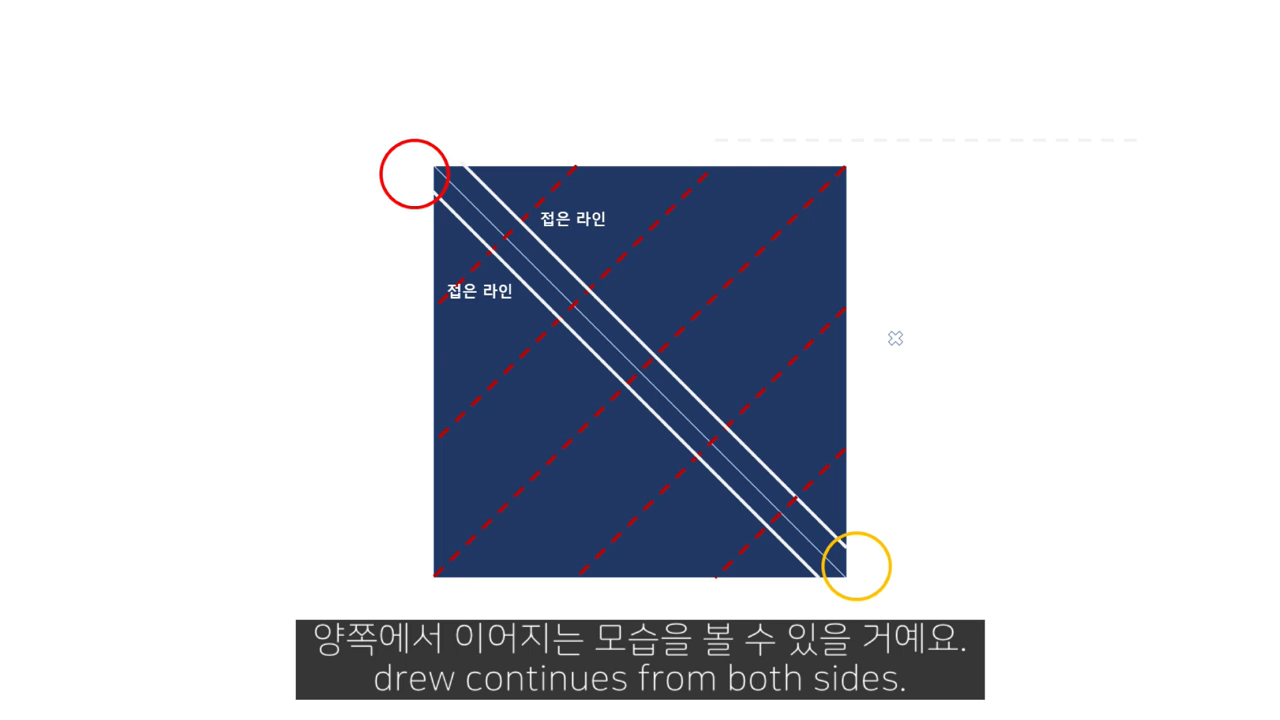 접은 라인
접은 라인
양쪽에서 이어지는 모습을 볼 수 있을 거예요.
drew continues from both sides.